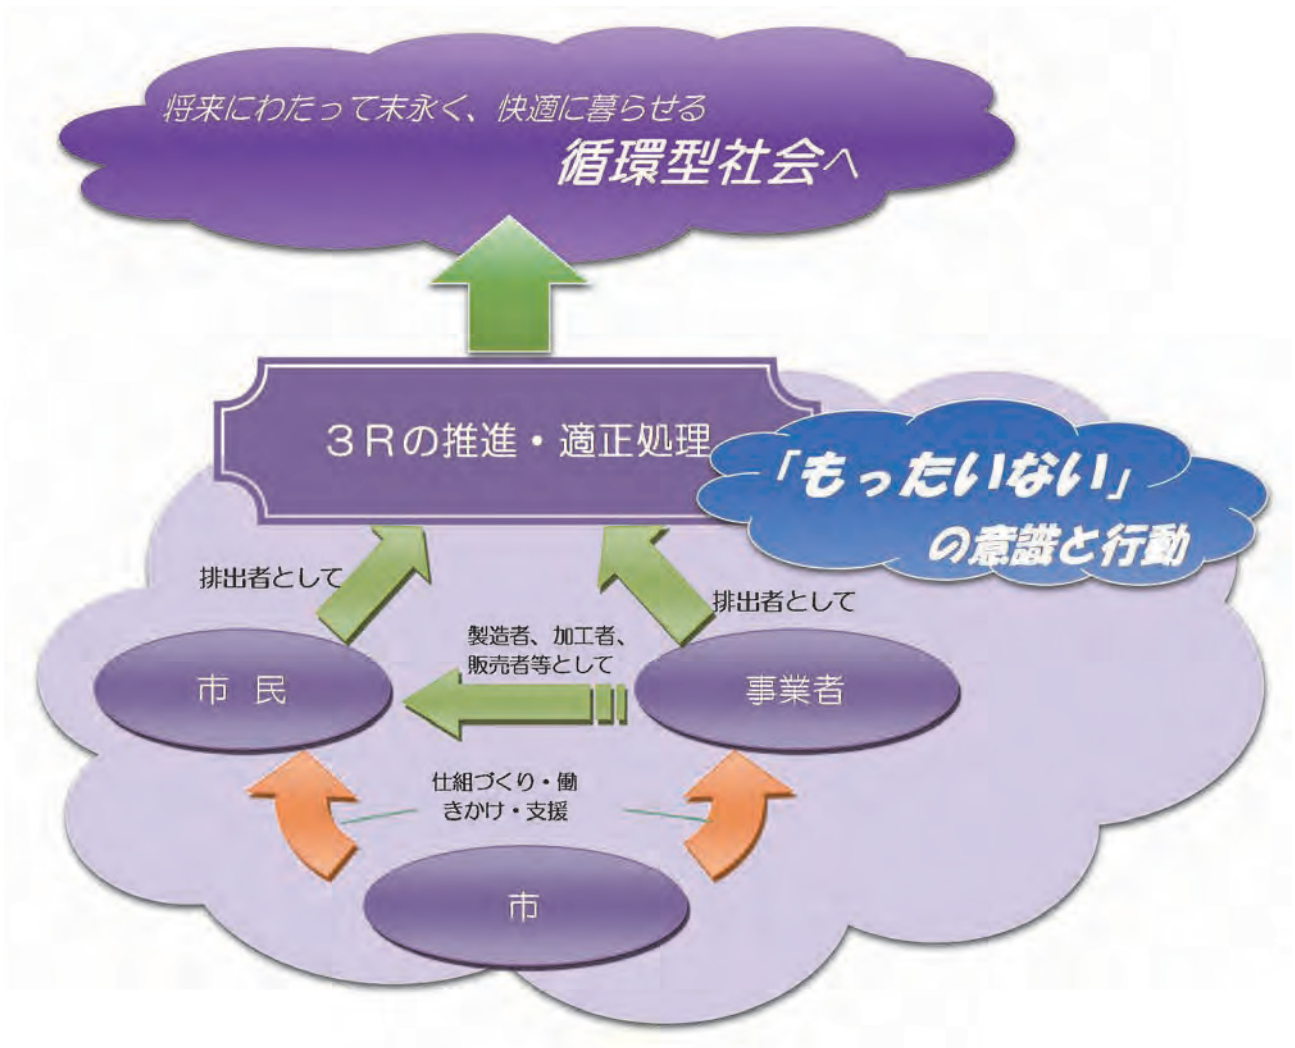 将来にわたって末永く、快適に暮らせる
循環型社会へ
３Ｒの推進・適正処理
「もったいない」
の意識と行動
排出者として
排出者として
製造者、加工者、
販売者等として
市 民
事業者
仕組づくり・働
きかけ・支援
市